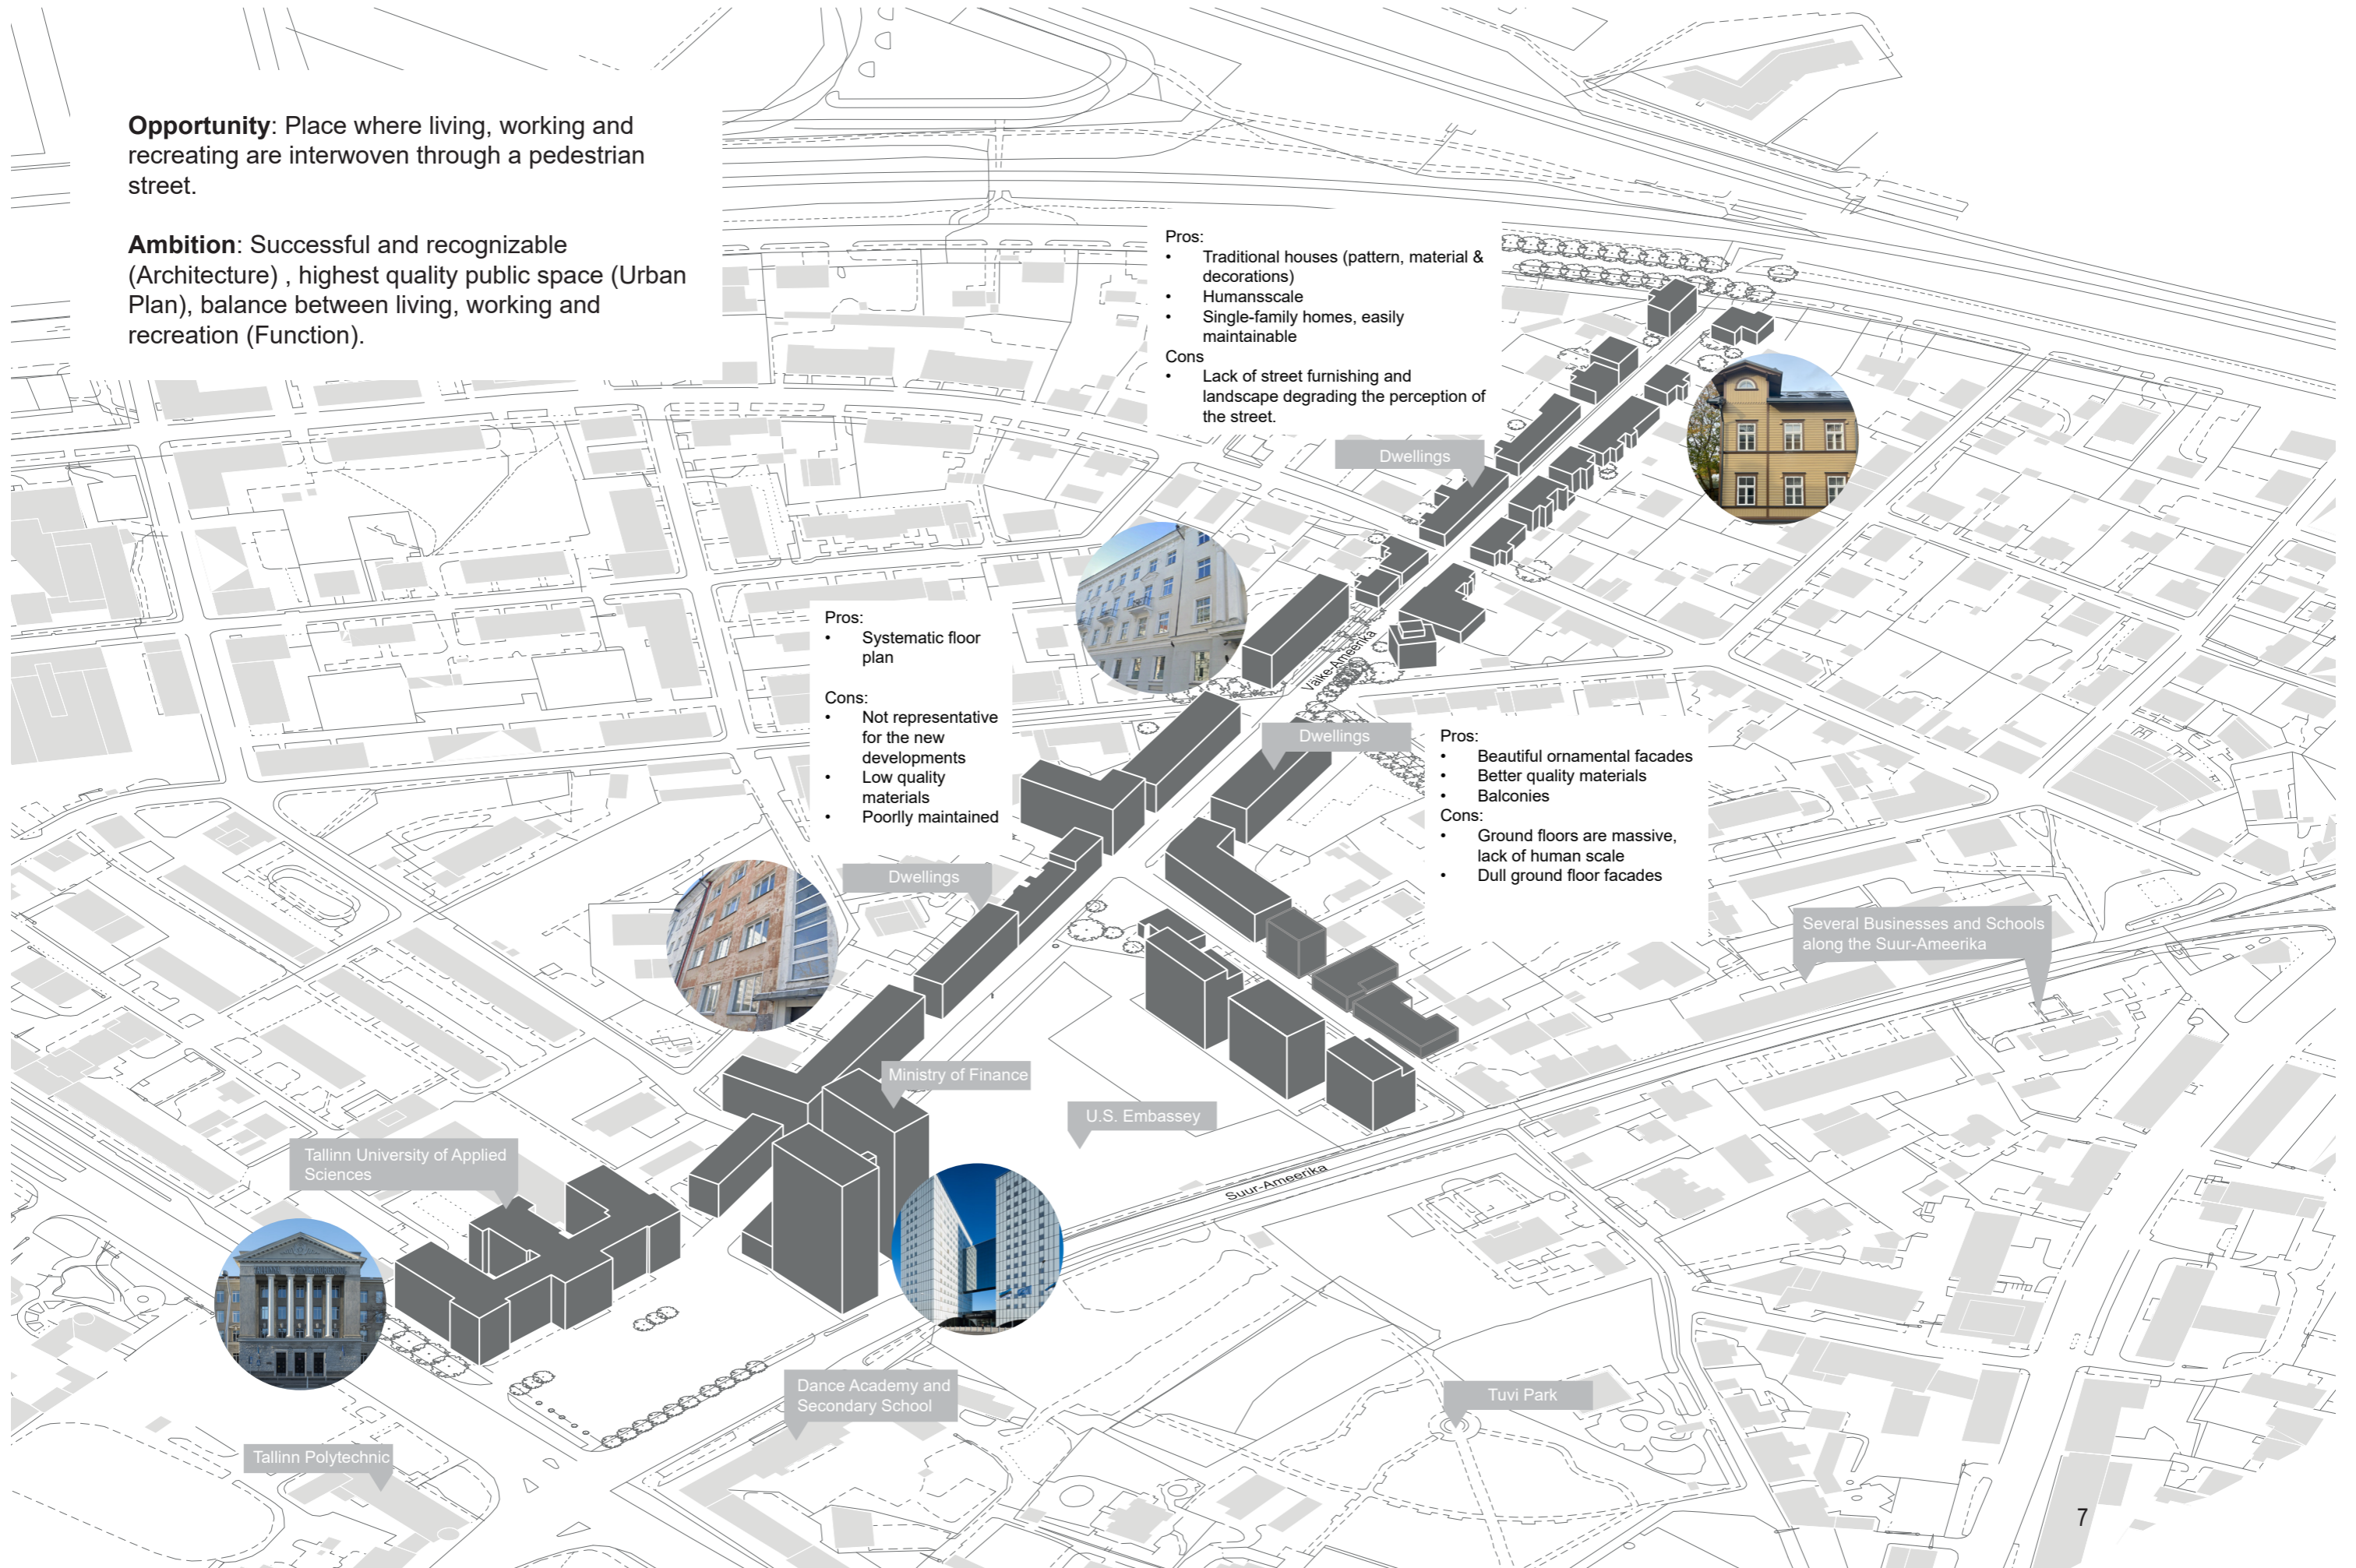 Opportunity: Place where living, working and
recreating are interwoven through a pedestrian
street.
Ambition: Successful and recognizable
(Architecture) , highest quality public space (Urban
Plan), balance between living, working and
recreation (Function).
Pros:
• Traditional houses (pattern, material &
decorations)
• Humansscale
• Single-family homes, easily
maintainable
Cons
• Lack of street furnishing and
landscape degrading the perception of
the street.
Dwellings
Pros:
• Systematic floor
plan
Cons:
• Not representative
for the new
developments
• Low quality
materials
• Poorlly maintained
Dwellings
Väike-Ameerika
Dwellings
Pros:
• Beautiful ornamental facades
• Better quality materials
• Balconies
Cons:
• Ground floors are massive,
lack of human scale
• Dull ground floor facades
Several Businesses and Schools
along the Suur-Ameerika
Ministry of Finance
U.S. Embassey
Tallinn University of Applied
Sciences
Suur-Ameerika
Dance Academy and
Secondary School
Tuvi Park
Tallinn Polytechnic
7